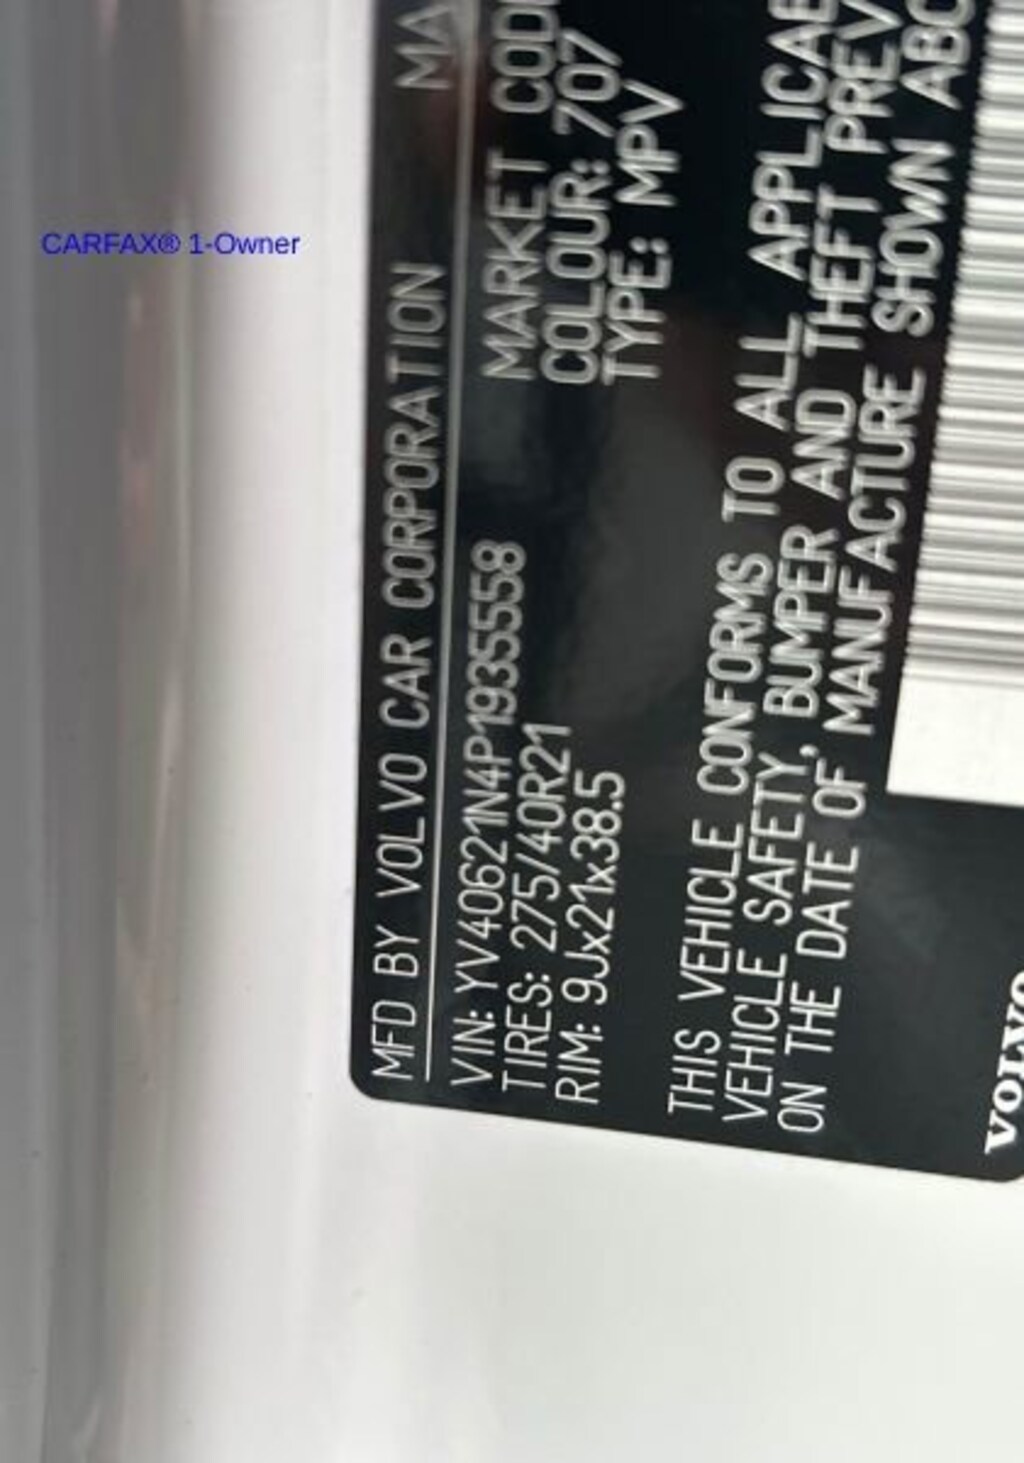 CARFAX® 1-Owner
MFD BY VOLVO CAR CORPORATION
VIN: YV40621N4P1935558
TIRES: 275/40R21
RIM: 9Jx21x38.5
MARKET
COLOUR: 707
TYPE: MPV
THIS VEHICLE CONFORMS TO ALL
VEHICLE SAFETY, BUMPER AND THEFT
ON THE DATE OF MANUFACTURE SHOWN
VOLVO